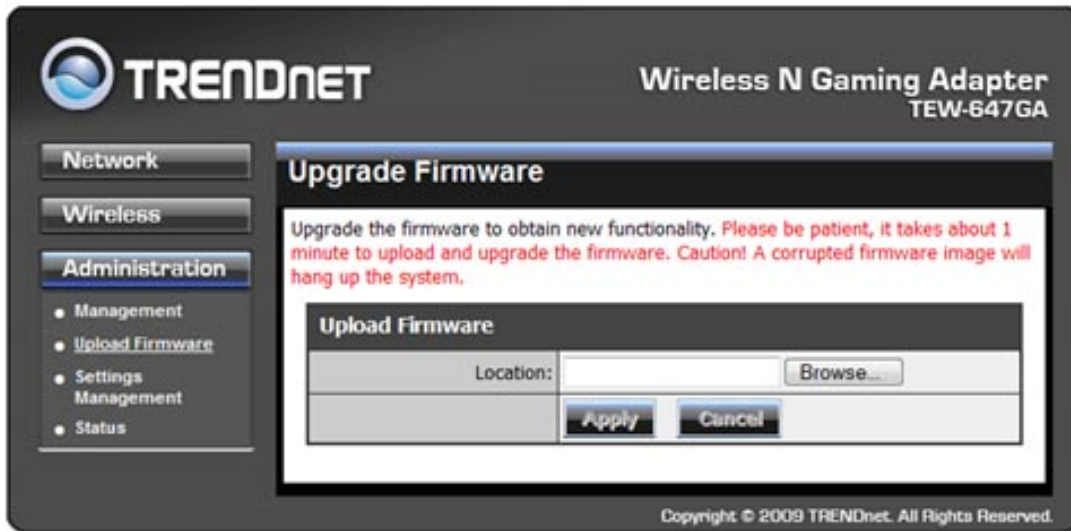 TRENDNET
Wireless N Gaming Adapter
TEW-647GA
Network
Wireless
Administration
Management
Upload Firmware
Settings
Management
Status
Upgrade Firmware
Upgrade the firmware to obtain new functionality. Please be patient, it takes about 1
minute to upload and upgrade the firmware. Caution! A corrupted firmware image will
hang up the system.
Upload Firmware
Location:
Browse...
Apply
Cancel
Copyright © 2009 TRENDnet. All Rights Reserved.